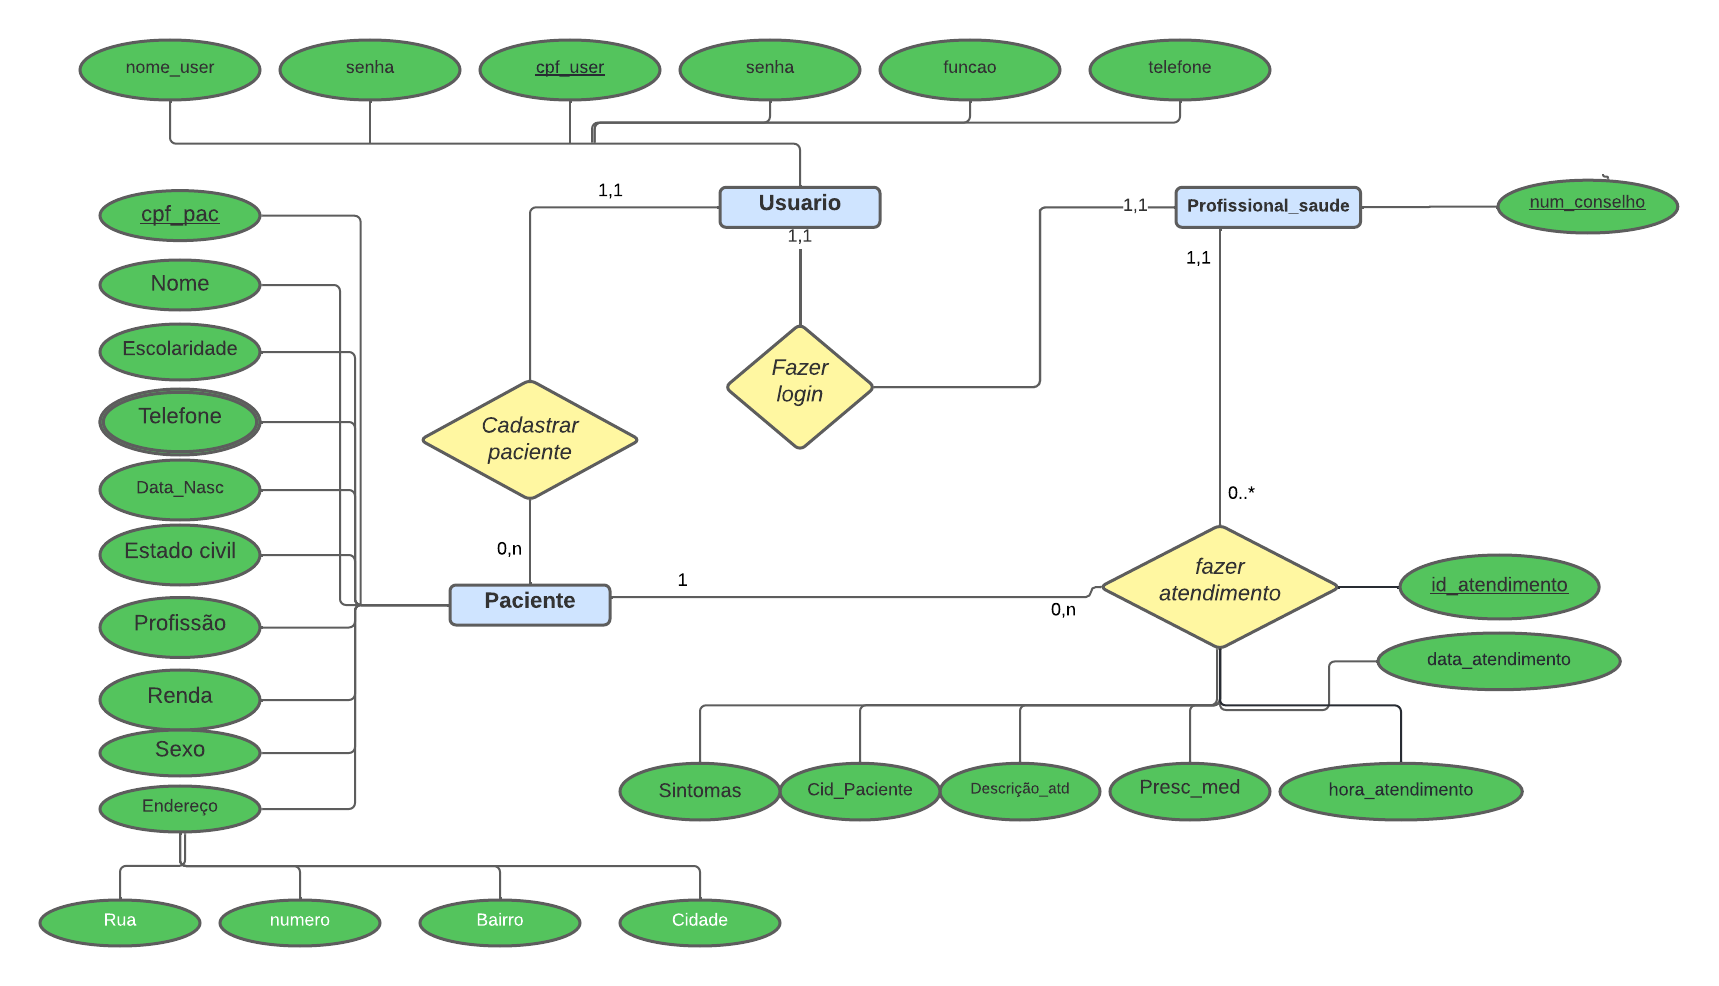 nome_user
senha
cpf_user
senha
funcao
telefone
1,1
Usuario
1,1
1,1
Profissional_saude
num_conselho
1,1
cpf_pac
Nome
Escolaridade
Telefone
Data_Nasc
Estado civil
Profissão
Renda
Sexo
Endereço
Fazer
login
Cadastrar
paciente
0,n
0..*
Paciente
1
0,n
fazer
atendimento
id_atendimento
data_atendimento
Sintomas
Cid_Paciente
Descrição_atd
Presc_med
hora_atendimento
Rua
numero
Bairro
Cidade